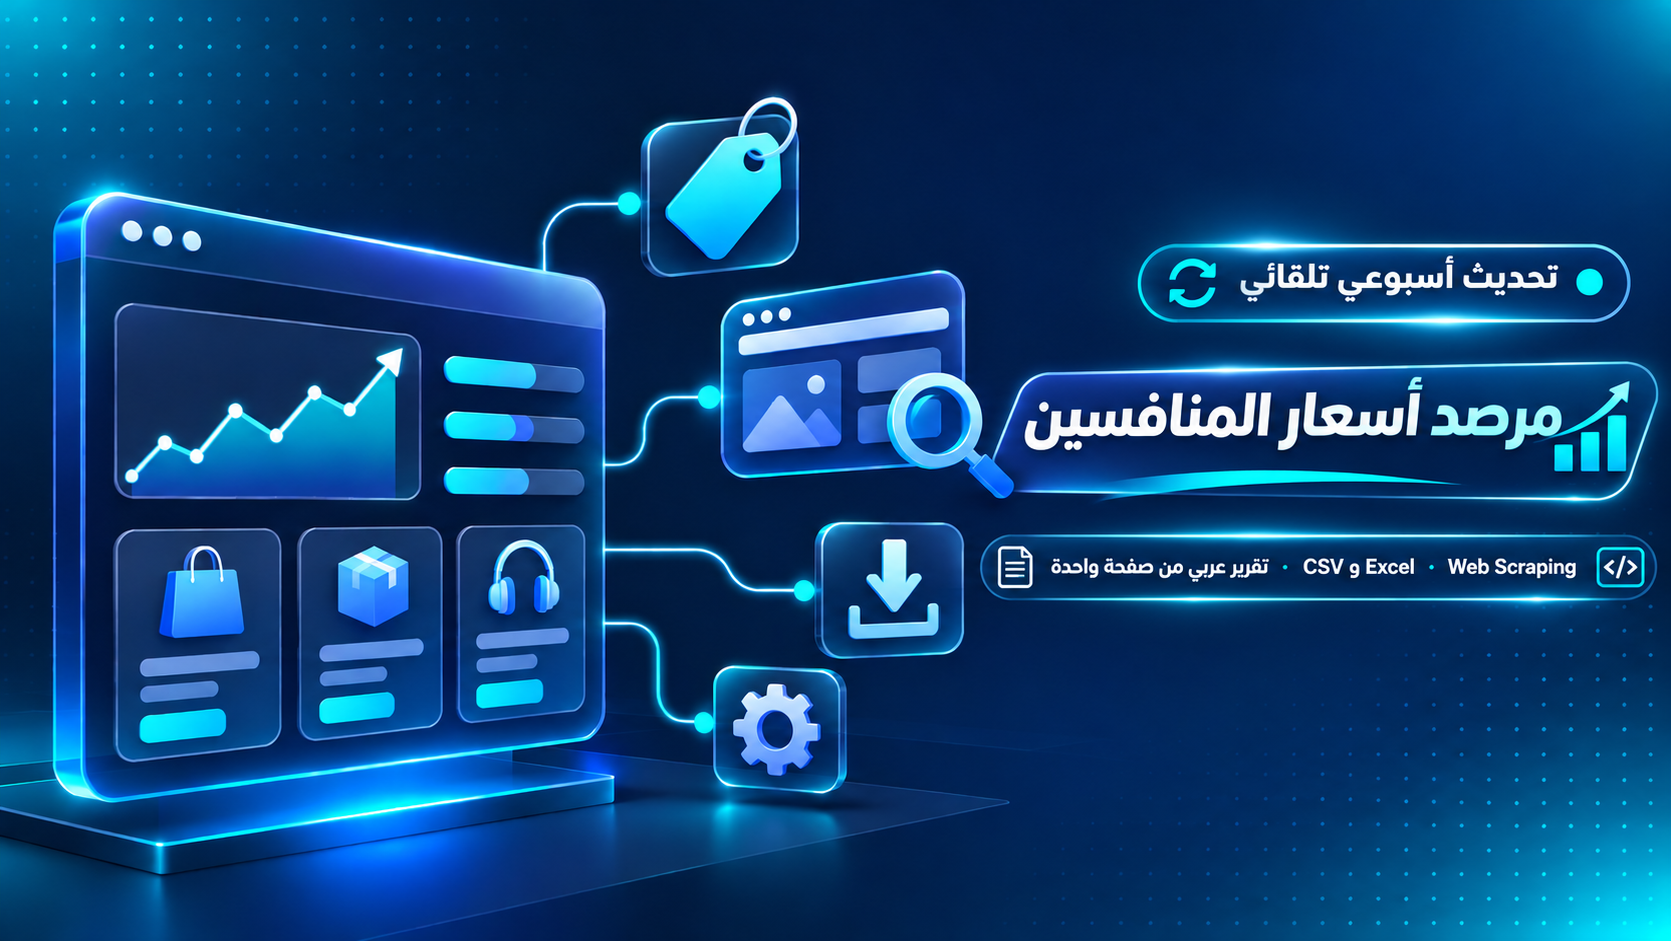 تحديث أسبوعي تلقائي
مرصد أسعار المنافسين
Web Scraping • Excel و CSV • تقرير عربي من صفحة واحدة